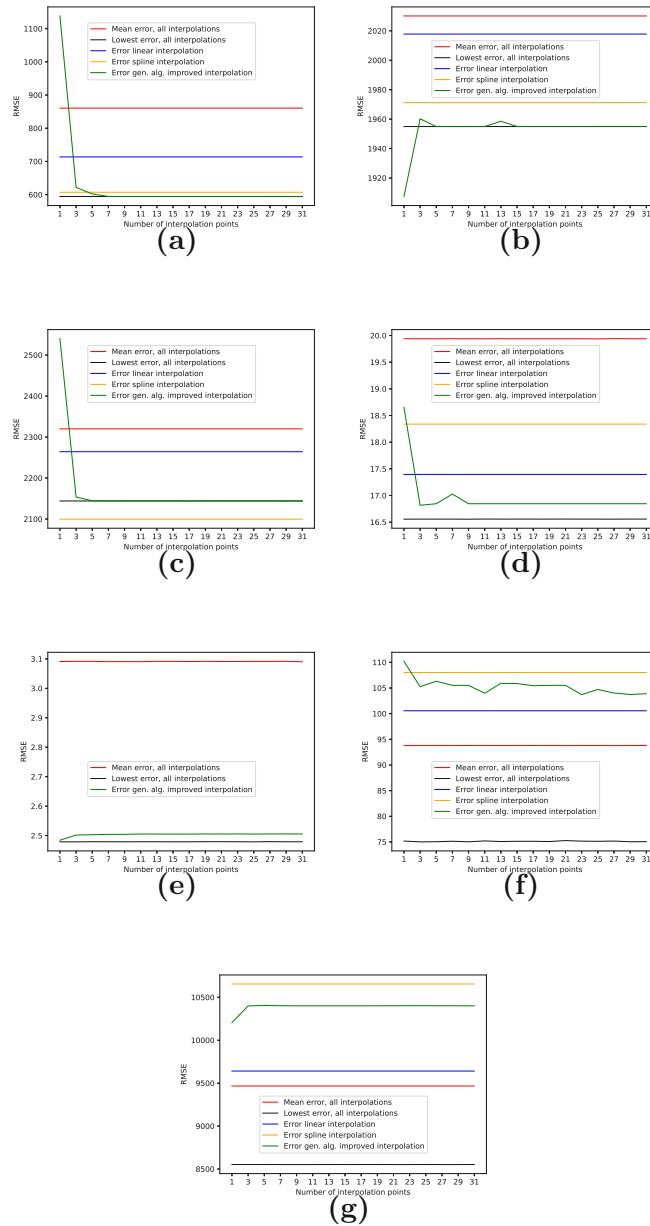 1100
1000
900
800
700
600
RMSE
Mean error, all interpolations
Lowest error, all interpolations
Error linear interpolation
Error spline interpolation
Error gen. alg. improved interpolation
1 3 5 7 9 11 13 15 17 19 21 23 25 27 29 31
Number of interpolation points
(a)
2020
2000
1980
1960
1940
1920
RMSE
Mean error, all interpolations
Lowest error, all interpolations
Error linear interpolation
Error spline interpolation
Error gen. alg. improved interpolation
1 3 5 7 9 11 13 15 17 19 21 23 25 27 29 31
Number of interpolation points
(b)
2500
2400
2300
2200
2100
RMSE
Mean error, all interpolations
Lowest error, all interpolations
Error linear interpolation
Error spline interpolation
Error gen. alg. improved interpolation
1 3 5 7 9 11 13 15 17 19 21 23 25 27 29 31
Number of interpolation points
(c)
20.0
19.5
19.0
18.5
18.0
17.5
17.0
16.5
RMSE
Mean error, all interpolations
Lowest error, all interpolations
Error linear interpolation
Error spline interpolation
Error gen. alg. improved interpolation
1 3 5 7 9 11 13 15 17 19 21 23 25 27 29 31
Number of interpolation points
(d)
3.1
3.0
2.9
2.8
2.7
2.6
2.5
RMSE
Mean error, all interpolations
Lowest error, all interpolations
Error gen. alg. improved interpolation
1 3 5 7 9 11 13 15 17 19 21 23 25 27 29 31
Number of interpolation points
(e)
110
105
100
95
90
85
80
75
RMSE
Mean error, all interpolations
Lowest error, all interpolations
Error linear interpolation
Error spline interpolation
Error gen. alg. improved interpolation
1 3 5 7 9 11 13 15 17 19 21 23 25 27 29 31
Number of interpolation points
(f)
10500
10000
9500
9000
8500
RMSE
Mean error, all interpolations
Lowest error, all interpolations
Error linear interpolation
Error spline interpolation
Error gen. alg. improved interpolation
1 3 5 7 9 11 13 15 17 19 21 23 25 27 29 31
Number of interpolation points
(g)